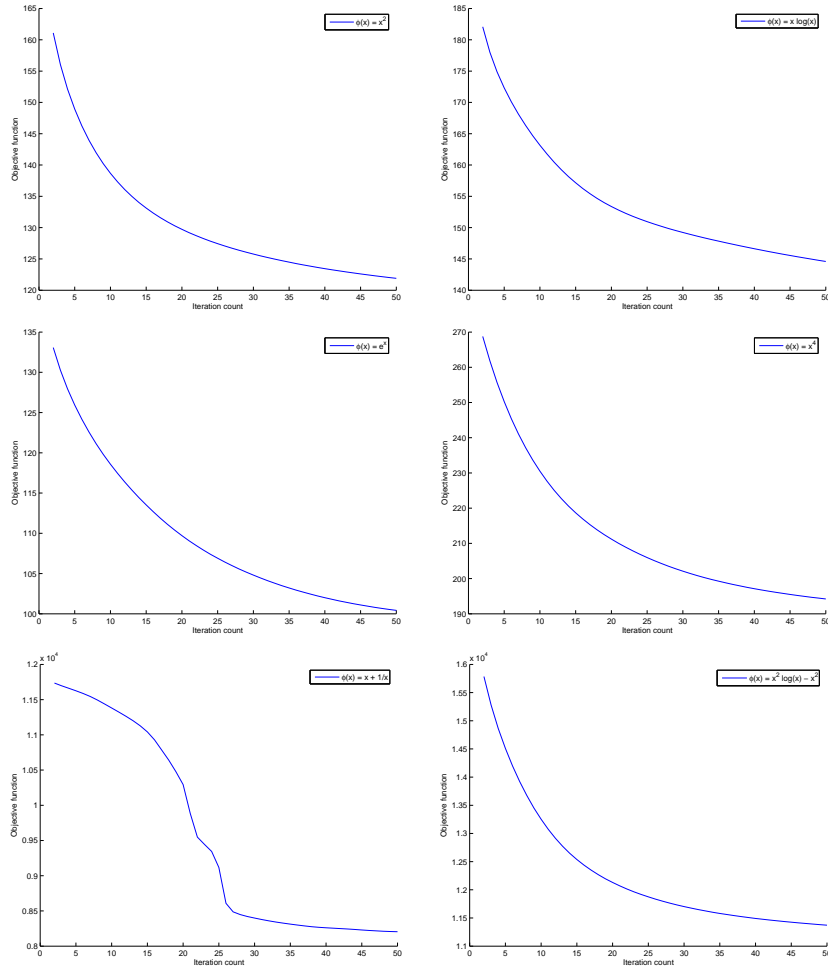 φ(x) = x²
Objective function
165
160
155
150
145
140
135
130
125
120
0 5 10 15 20 25 30 35 40 45 50
Iteration count
φ(x) = x log(x)
Objective function
185
180
175
170
165
160
155
150
145
140
0 5 10 15 20 25 30 35 40 45 50
Iteration count
φ(x) = eˣ
Objective function
135
130
125
120
115
110
105
100
0 5 10 15 20 25 30 35 40 45 50
Iteration count
φ(x) = x⁴
Objective function
270
260
250
240
230
220
210
200
190
0 5 10 15 20 25 30 35 40 45 50
Iteration count
x 10⁴
φ(x) = x + 1/x
Objective function
1.2
1.15
1.1
1.05
1
0.95
0.9
0.85
0.8
0 5 10 15 20 25 30 35 40 45 50
Iteration count
x 10⁴
φ(x) = x² log(x) − x²
Objective function
1.6
1.55
1.5
1.45
1.4
1.35
1.3
1.25
1.2
1.15
1.1
0 5 10 15 20 25 30 35 40 45 50
Iteration count